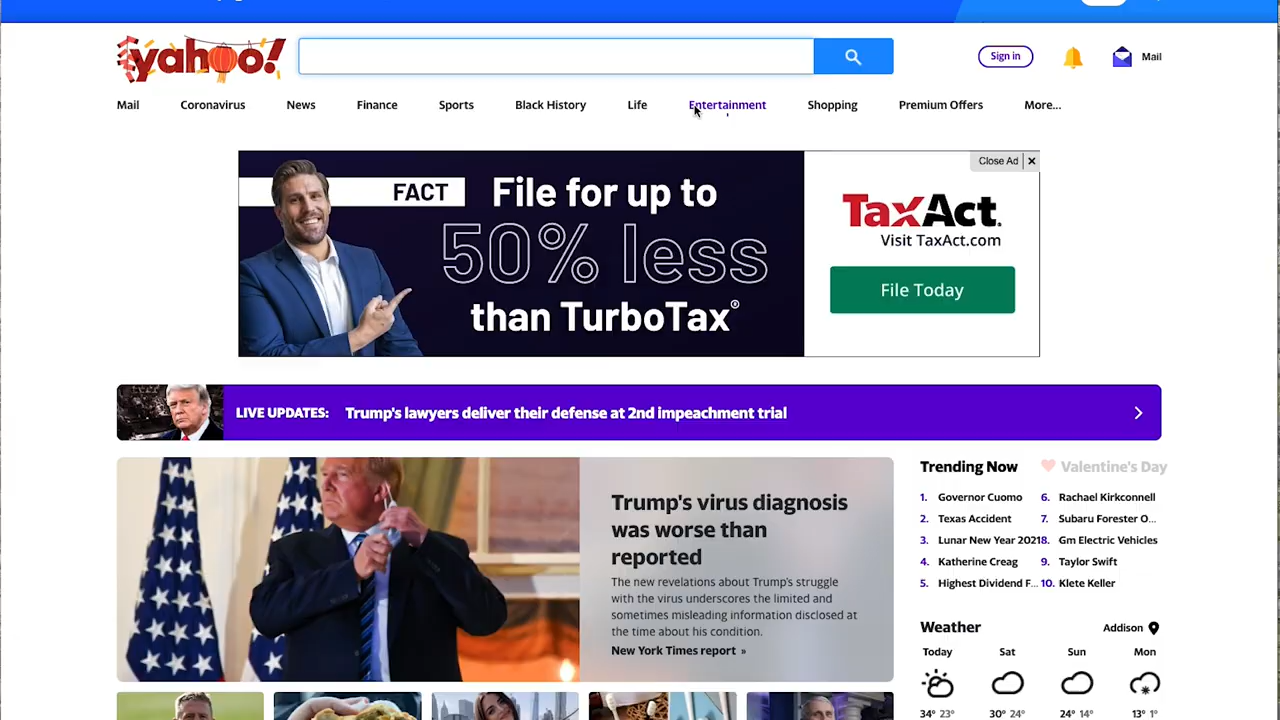 yahoo!
Sign in
Mail
Mail Coronavirus News Finance Sports Black History Life Entertainment Shopping Premium Offers More...
Close Ad
FACT
File for up to
50% less
than TurboTax®
TaxAct.
Visit TaxAct.com
File Today
LIVE UPDATES: Trump's lawyers deliver their defense at 2nd impeachment trial
Trump's virus diagnosis
was worse than
reported
The new revelations about Trump's struggle
with the virus underscores the limited and
sometimes misleading information disclosed at
the time about his condition.
New York Times report »
Trending Now
Valentine's Day
1. Governor Cuomo
2. Texas Accident
3. Lunar New Year 2021
4. Katherine Creag
5. Highest Dividend F...
6. Rachael Kirkconnell
7. Subaru Forester O...
8. Gm Electric Vehicles
9. Taylor Swift
10. Klete Keller
Weather
Addison
Today Sat Sun Mon
34° 23° 30° 24° 24° 14° 13° 1°